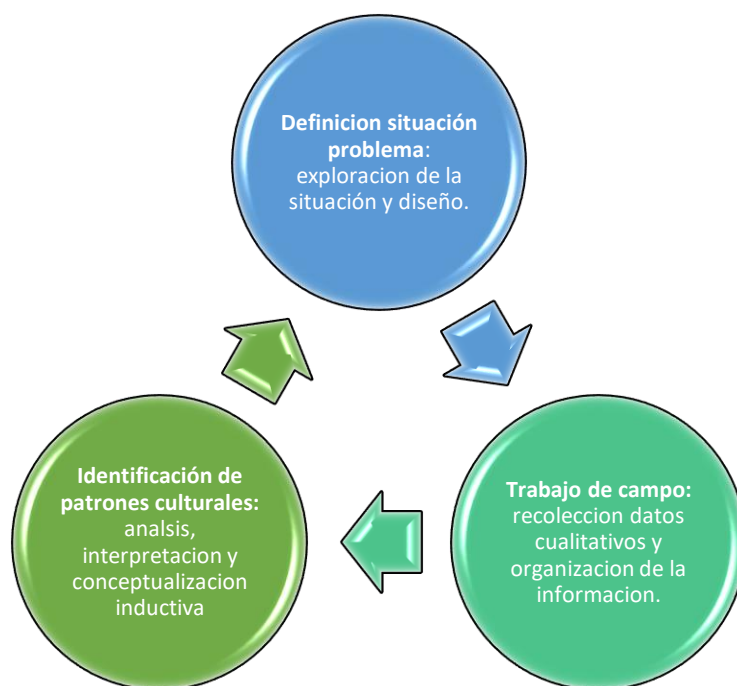 Definicion situación
problema:
exploracion de la
situación y diseño.
Identificación de
patrones culturales:
analsis,
interpretacion y
conceptualizacion
inductiva
Trabajo de campo:
recoleccion datos
cualitativos y
organizacion de la
informacion.